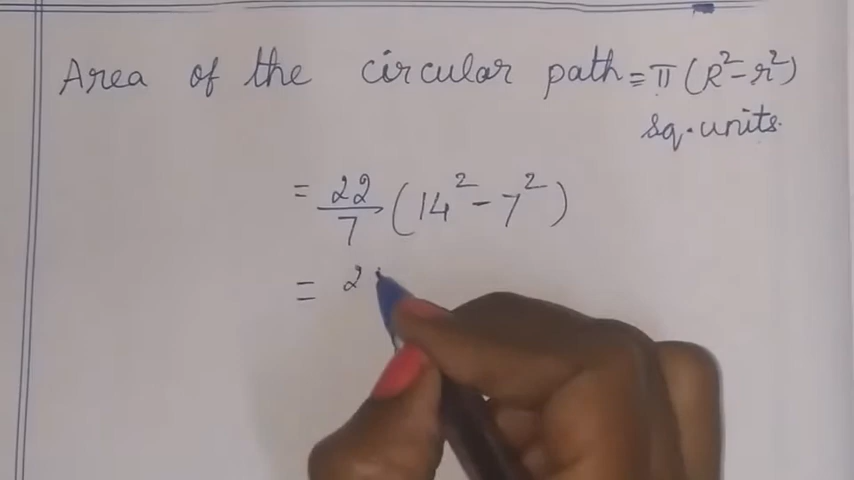 Area of the circular path = π (R² - r²)
sq. units.
= 22/7 (14² - 7²)
= 2